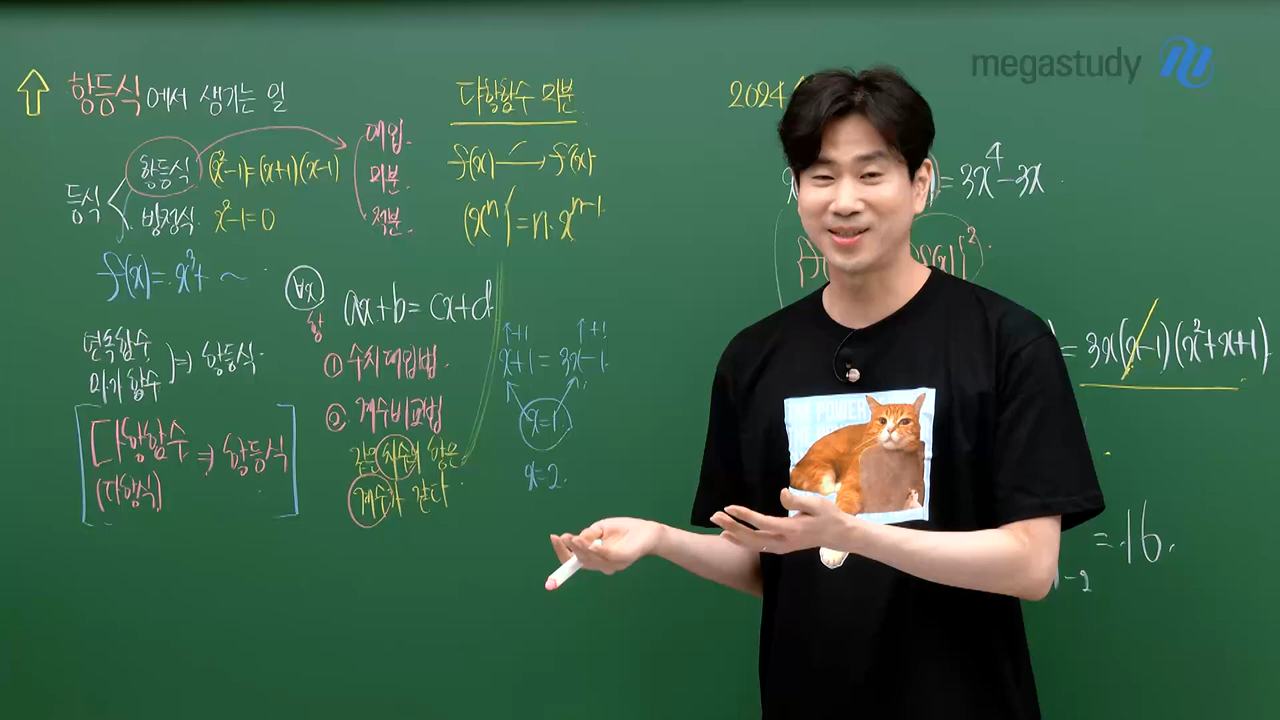 megastudy
항등식에서 생기는 일
등식
항등식 x²-1=(x+1)(x-1)
방정식 x²-1=0
대입
미분
적분
f(x)=x³+ ~
연속함수
미가함수
⇒ 항등식
다항함수
(다항식)
⇒ 항등식
∀x
항
ax+b=cx+d
① 수치대입법
② 계수비교법
같은 차수의 항은
계수가 같다
다항함수 미분
f(x) → f'(x)
(xⁿ)'=n·xⁿ⁻¹
+1 +1
x+1=3x-1
x=1
x=2
2024
=3x⁴-3x
=3x(x-1)(x²+x+1)
=16
POWER